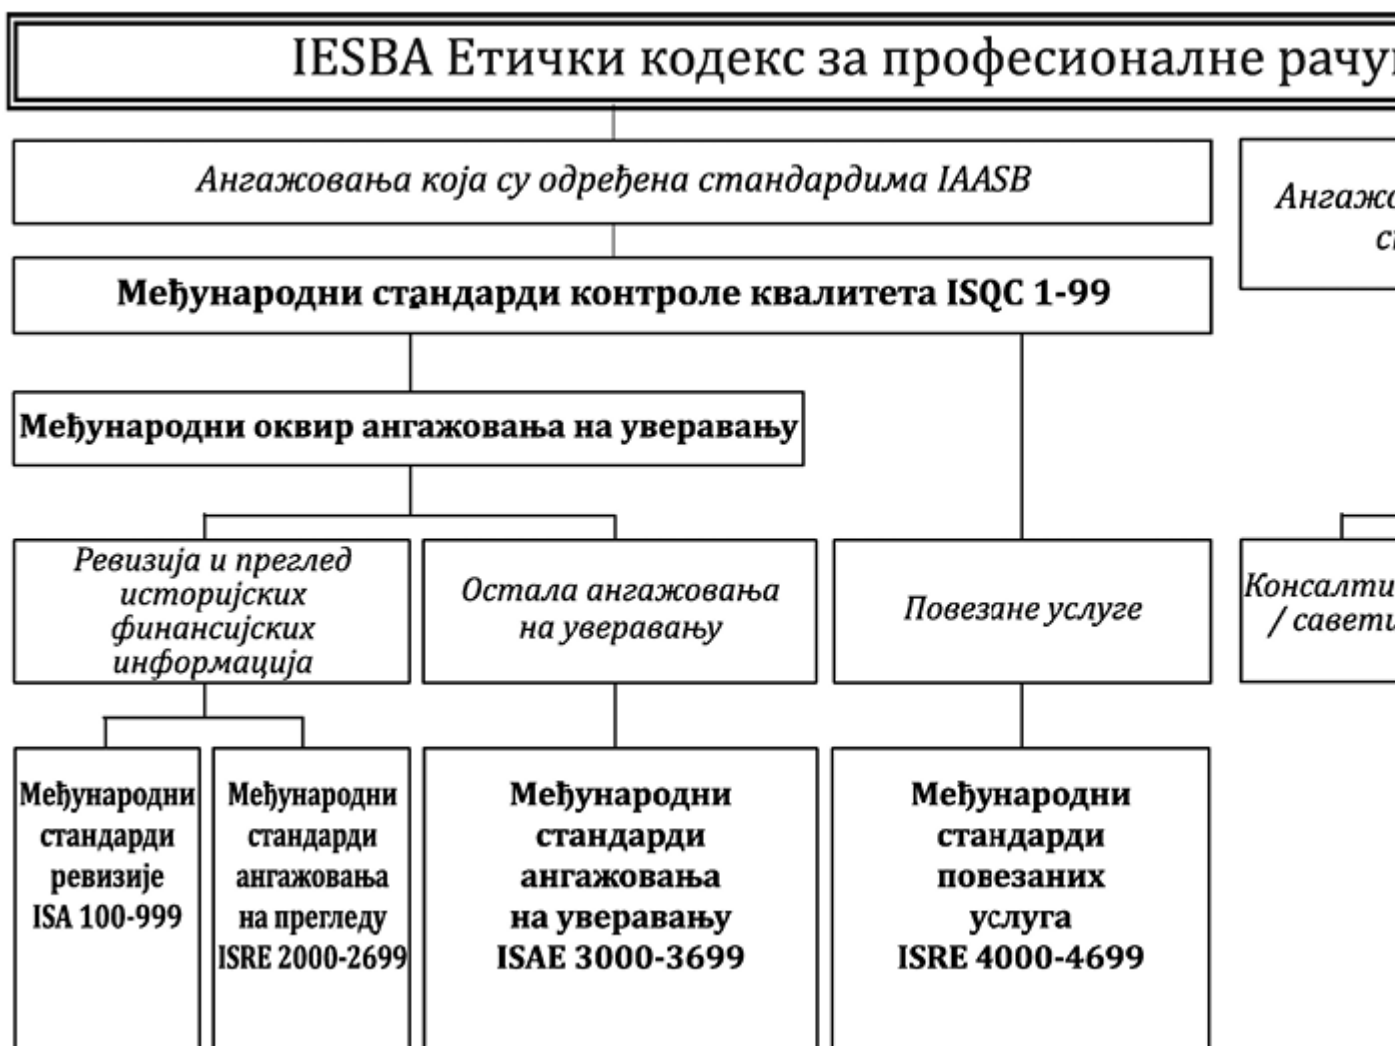 IESBA Етички кодекс за професионалне
Ангажовања која су одређена стандардима IAASB
Међународни стандарди контроле квалитета ISQC 1-99
Међународни оквир ангажовања на уверавању
Ревизија и преглед
историјских
финансијских
информација
Остала ангажовања
на уверавању
Повезане услуге
Међународни
стандарди
ревизије
ISA 100-999
Међународни
стандарди
ангажовања
на прегледу
ISRE 2000-2699
Међународни
стандарди
ангажовања
на уверавању
ISAE 3000-3699
Међународни
стандарди
повезаних
услуга
ISRE 4000-4699